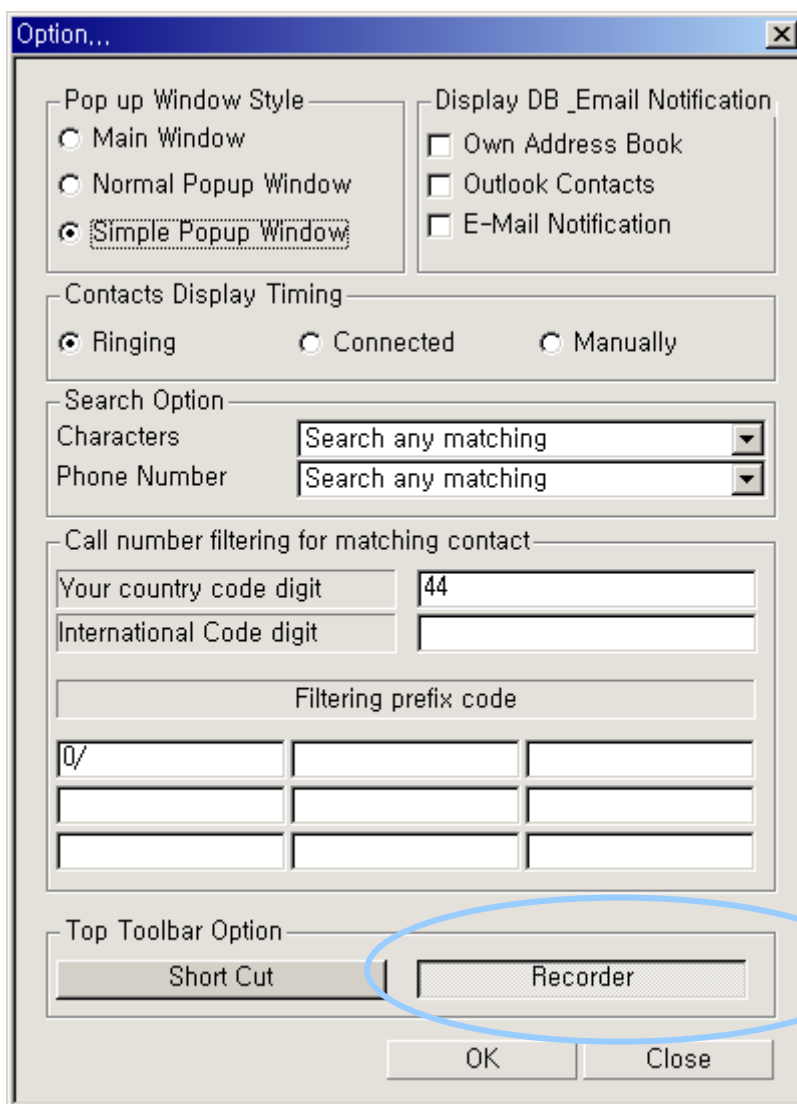 Option...
Pop up Window Style
Main Window
Normal Popup Window
Simple Popup Window
Display DB _Email Notification
Own Address Book
Outlook Contacts
E-Mail Notification
Contacts Display Timing
Ringing Connected Manually
Search Option
Characters Search any matching
Phone Number Search any matching
Call number filtering for matching contact
Your country code digit 44
International Code digit
Filtering prefix code
0/
Top Toolbar Option
Short Cut Recorder
OK Close